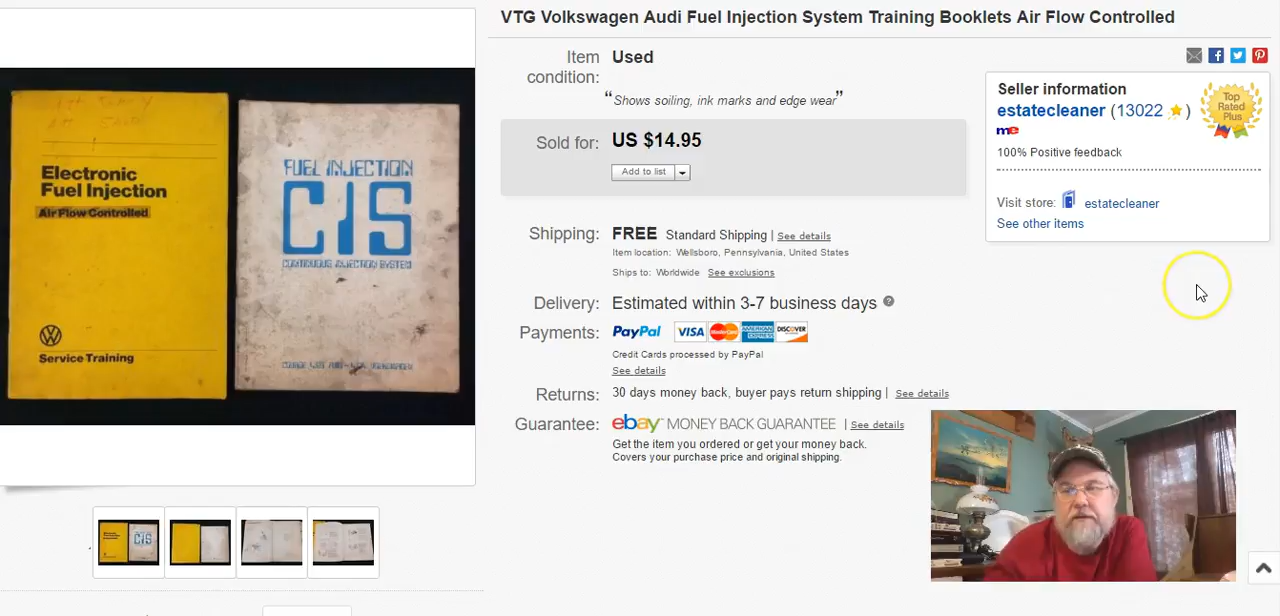 VTG Volkswagen Audi Fuel Injection System Training Booklets Air Flow Controlled
Item condition: Used
"Shows soiling, ink marks and edge wear"
Sold for: US $14.95
Add to list
Shipping: FREE Standard Shipping | See details
Item location: Wellsboro, Pennsylvania, United States
Ships to: Worldwide See exclusions
Delivery: Estimated within 3-7 business days
Payments: PayPal VISA MasterCard AMERICAN EXPRESS DISCOVER
Credit Cards processed by PayPal
See details
Returns: 30 days money back, buyer pays return shipping | See details
Guarantee: ebay MONEY BACK GUARANTEE | See details
Get the item you ordered or get your money back.
Covers your purchase price and original shipping.
Seller information
estatecleaner (13022 )
me
100% Positive feedback
Visit store: estatecleaner
See other items
Top
Rated
Plus
Electronic
Fuel Injection
Air Flow Controlled
Service Training
FUEL INJECTION
CIS
CONTINUOUS INJECTION SYSTEM